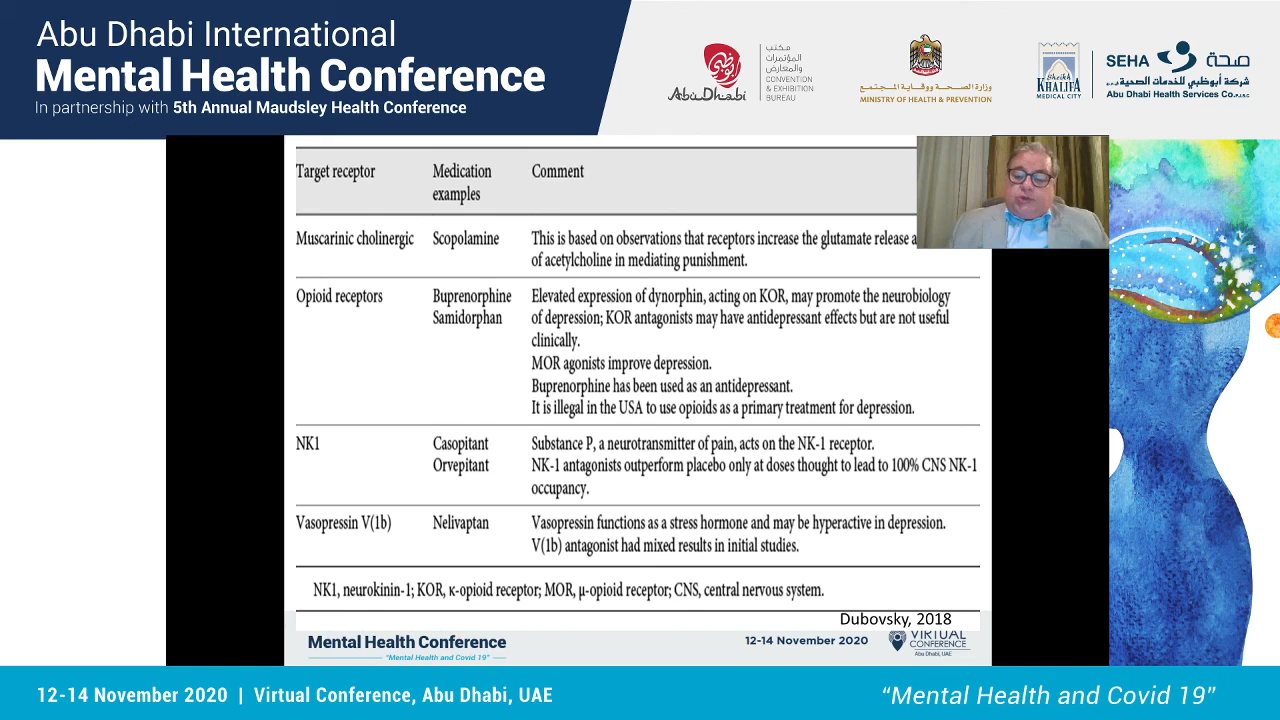 Abu Dhabi International
Mental Health Conference
In partnership with 5th Annual Maudsley Health Conference
Abu Dhabi
مكتب
المؤتمرات
والمعارض
CONVENTION
& EXHIBITION
BUREAU
وزارة الصحة ووقاية المجتمع
MINISTRY OF HEALTH & PREVENTION
Sheikh
KHALIFA
MEDICAL CITY
SEHA صحة
شركة أبوظبي للخدمات الصحية ش.م.ع
Abu Dhabi Health Services Co. P.J.S.C
Target receptor Medication examples Comment
Muscarinic cholinergic Scopolamine This is based on observations that receptors increase the glutamate release
of acetylcholine in mediating punishment.
Opioid receptors Buprenorphine Elevated expression of dynorphin, acting on KOR, may promote the neurobiology
Samidorphan of depression; KOR antagonists may have antidepressant effects but are not useful
clinically.
MOR agonists improve depression.
Buprenorphine has been used as an antidepressant.
It is illegal in the USA to use opioids as a primary treatment for depression.
NK1 Casopitant Substance P, a neurotransmitter of pain, acts on the NK-1 receptor.
Orvepitant NK-1 antagonists outperform placebo only at doses thought to lead to 100% CNS NK-1
occupancy.
Vasopressin V(1b) Nelivaptan Vasopressin functions as a stress hormone and may be hyperactive in depression.
V(1b) antagonist had mixed results in initial studies.
NK1, neurokinin-1; KOR, κ-opioid receptor; MOR, μ-opioid receptor; CNS, central nervous system.
Dubovsky, 2018
Mental Health Conference
"Mental Health and Covid 19"
12-14 November 2020
VIRTUAL
CONFERENCE
Abu Dhabi, UAE
12-14 November 2020 | Virtual Conference, Abu Dhabi, UAE
“Mental Health and Covid 19”